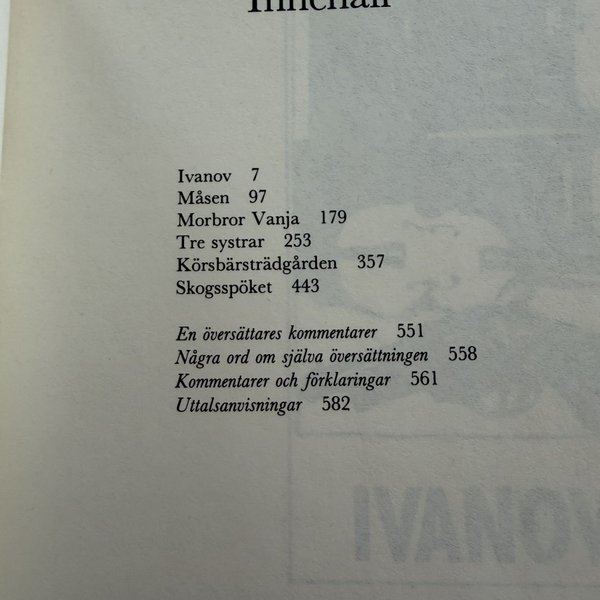 Innehåll
Ivanov 7
Måsen 97
Morbror Vanja 179
Tre systrar 253
Körsbärsträdgården 357
Skogsspöket 443
En översättares kommentarer 551
Några ord om själva översättningen 558
Kommentarer och förklaringar 561
Uttalsanvisningar 582
IVANOV